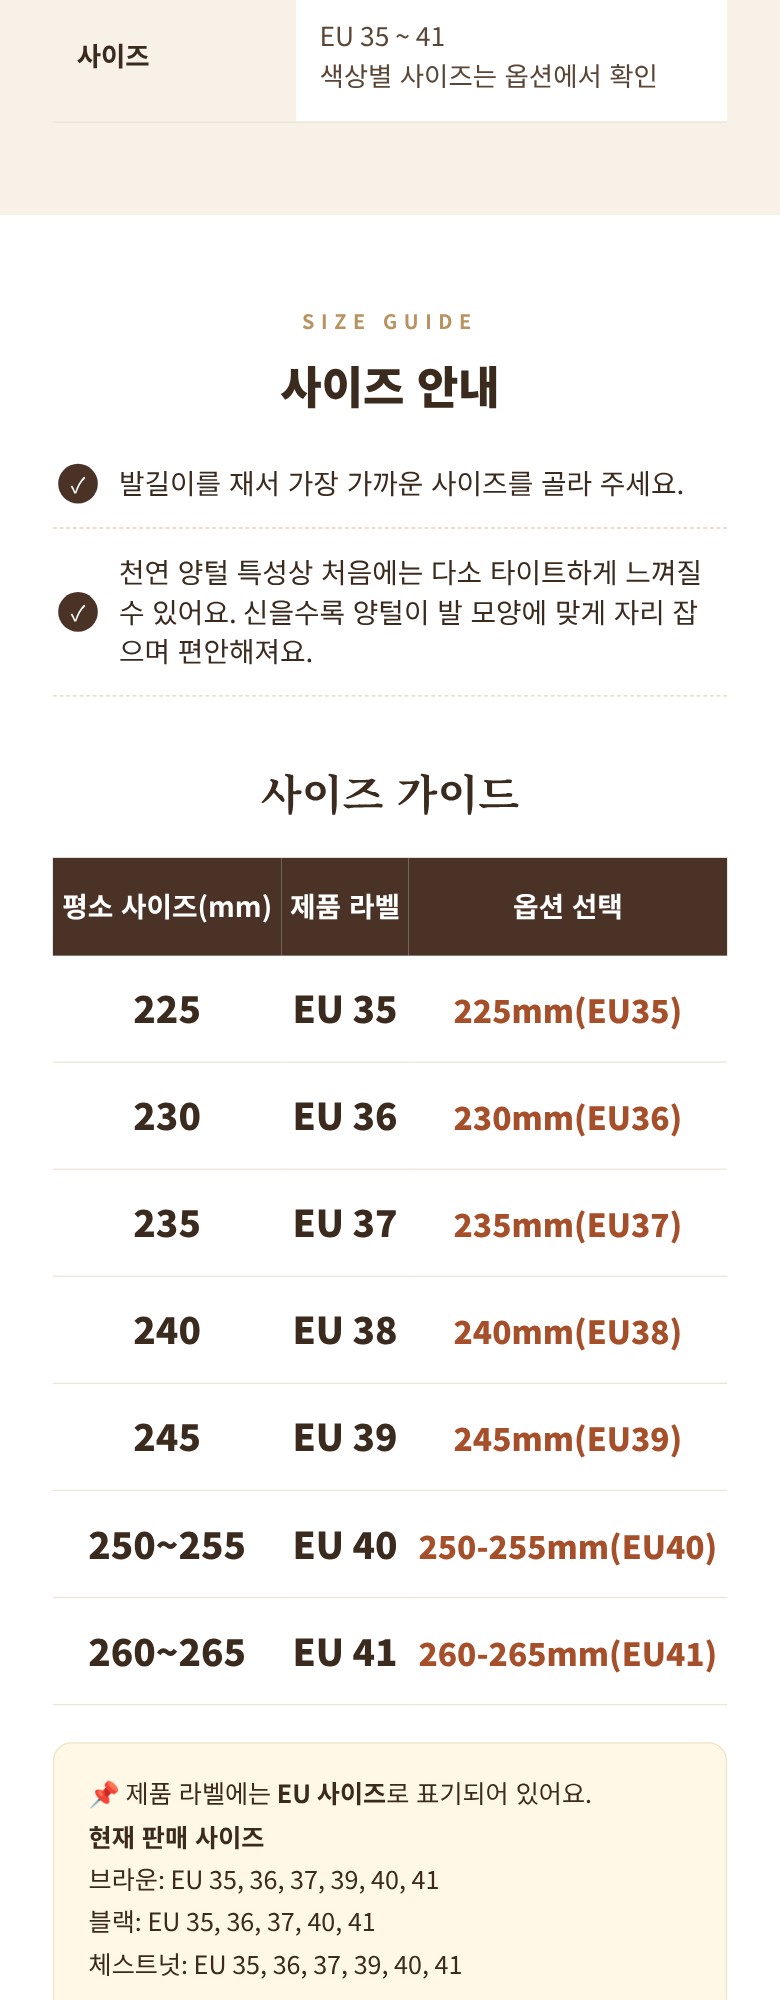 사이즈
EU 35 ~ 41
색상별 사이즈는 옵션에서 확인
SIZE GUIDE
사이즈 안내
✓ 발길이를 재서 가장 가까운 사이즈를 골라 주세요.
✓ 천연 양털 특성상 처음에는 다소 타이트하게 느껴질
수 있어요. 신을수록 양털이 발 모양에 맞게 자리 잡
으며 편안해져요.
사이즈 가이드
평소 사이즈(mm) 제품 라벨 옵션 선택
225 EU 35 225mm(EU35)
230 EU 36 230mm(EU36)
235 EU 37 235mm(EU37)
240 EU 38 240mm(EU38)
245 EU 39 245mm(EU39)
250~255 EU 40 250-255mm(EU40)
260~265 EU 41 260-265mm(EU41)
📌 제품 라벨에는 EU 사이즈로 표기되어 있어요.
현재 판매 사이즈
브라운: EU 35, 36, 37, 39, 40, 41
블랙: EU 35, 36, 37, 40, 41
체스트넛: EU 35, 36, 37, 39, 40, 41